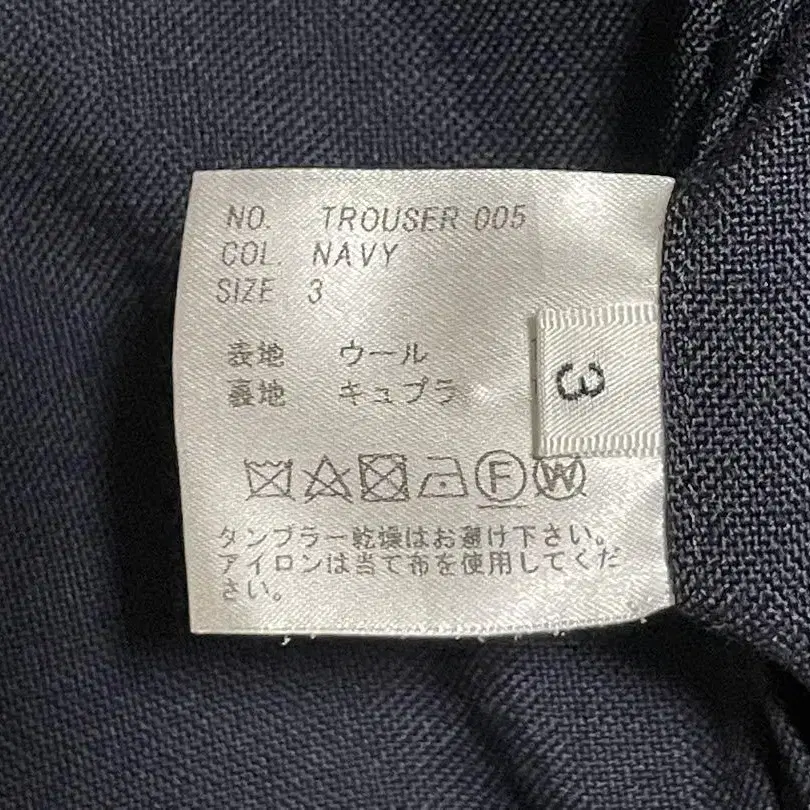 NO. TROUSER 005
COL. NAVY
SIZE 3
表地 ウール
裏地 キュプラ
3
F W
タンブラー乾燥はお避け下さい。
アイロンは当て布を使用してくだ
さい。